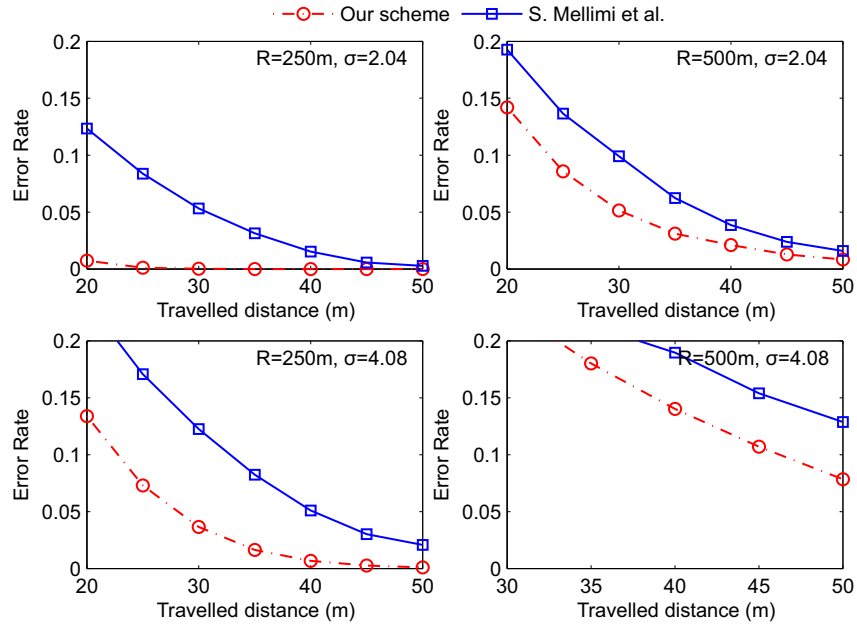 Our scheme S. Mellimi et al.
R=250m, σ=2.04
0.2
0.15
0.1
0.05
0
Error Rate
20 30 40 50
Travelled distance (m)
R=500m, σ=2.04
0.2
0.15
0.1
0.05
0
Error Rate
20 30 40 50
Travelled distance (m)
R=250m, σ=4.08
0.2
0.15
0.1
0.05
0
Error Rate
20 30 40 50
Travelled distance (m)
R=500m, σ=4.08
0.2
0.15
0.1
0.05
0
Error Rate
30 35 40 45 50
Travelled distance (m)